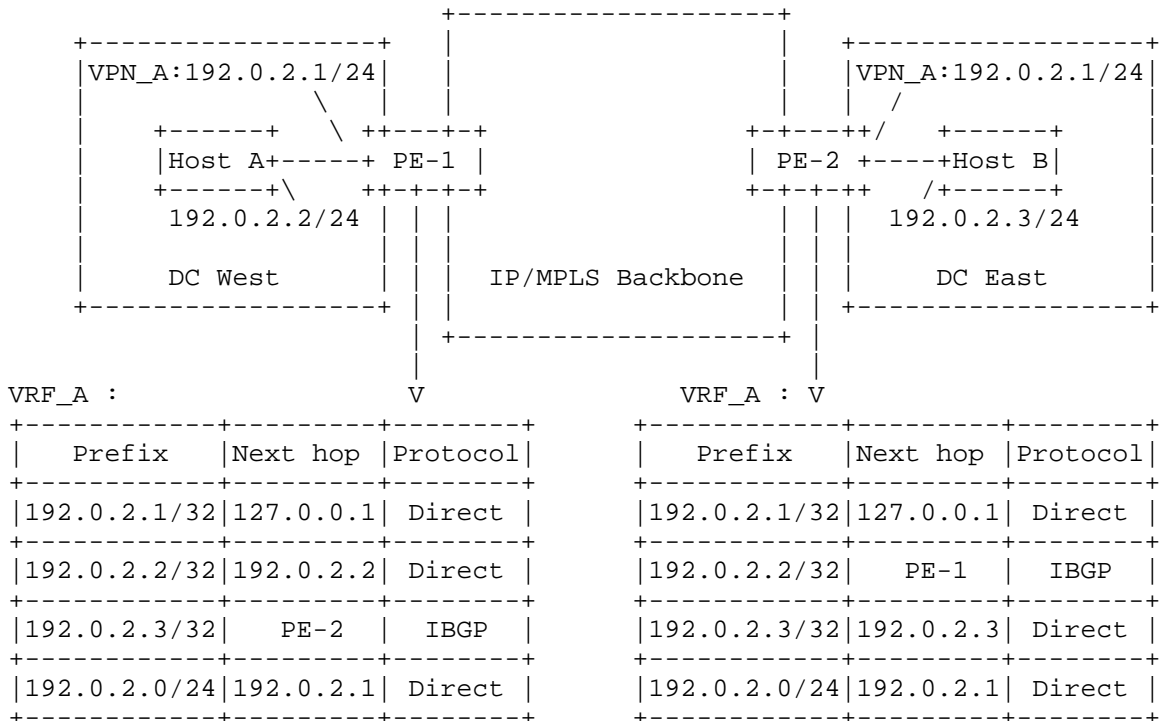 VPN_A:192.0.2.1/24 VPN_A:192.0.2.1/24
Host A PE-1 PE-2 Host B
192.0.2.2/24 192.0.2.3/24
DC West IP/MPLS Backbone DC East
VRF_A : V VRF_A : V
Prefix Next hop Protocol Prefix Next hop Protocol
192.0.2.1/32 127.0.0.1 Direct 192.0.2.1/32 127.0.0.1 Direct
192.0.2.2/32 192.0.2.2 Direct 192.0.2.2/32 PE-1 IBGP
192.0.2.3/32 PE-2 IBGP 192.0.2.3/32 192.0.2.3 Direct
192.0.2.0/24 192.0.2.1 Direct 192.0.2.0/24 192.0.2.1 Direct